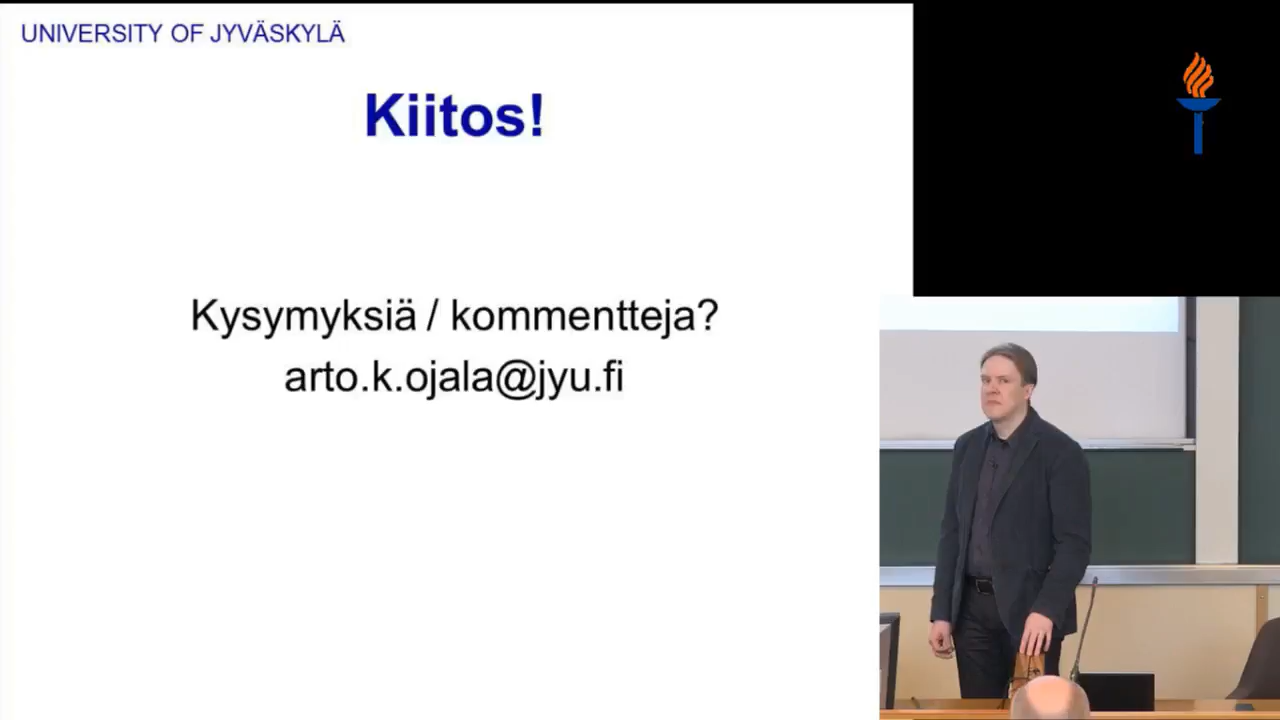 UNIVERSITY OF JYVÄSKYLÄ
Kiitos!
Kysymyksiä / kommentteja?
arto.k.ojala@jyu.fi